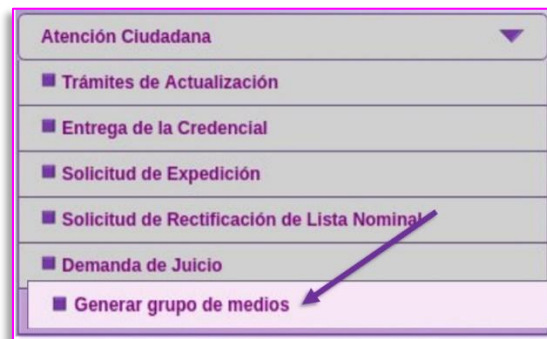 Atención Ciudadana
Trámites de Actualización
Entrega de la Credencial
Solicitud de Expedición
Solicitud de Rectificación de Lista Nominal
Demanda de Juicio
Generar grupo de medios